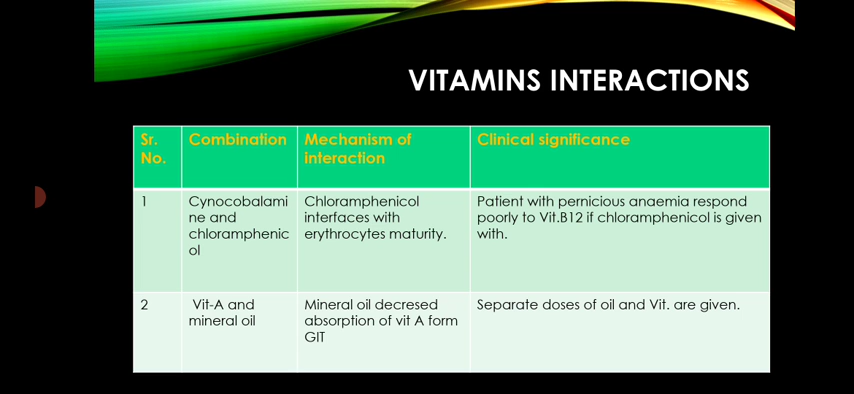 VITAMINS INTERACTIONS
Sr.
No.
Combination
Mechanism of
interaction
Clinical significance
1
Cynocobalami
ne and
chloramphenic
ol
Chloramphenicol
interfaces with
erythrocytes maturity.
Patient with pernicious anaemia respond
poorly to Vit.B12 if chloramphenicol is given
with.
2
Vit-A and
mineral oil
Mineral oil decresed
absorption of vit A form
GIT
Separate doses of oil and Vit. are given.